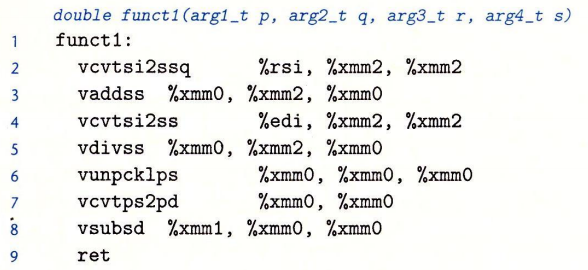 double funct1(arg1_t p, arg2_t q, arg3_t r, arg4_t s)
1 funct1:
2 vcvtsi2ssq %rsi, %xmm2, %xmm2
3 vaddss %xmm0, %xmm2, %xmm0
4 vcvtsi2ss %edi, %xmm2, %xmm2
5 vdivss %xmm0, %xmm2, %xmm0
6 vunpcklps %xmm0, %xmm0, %xmm0
7 vcvtps2pd %xmm0, %xmm0
8 vsubsd %xmm1, %xmm0, %xmm0
9 ret